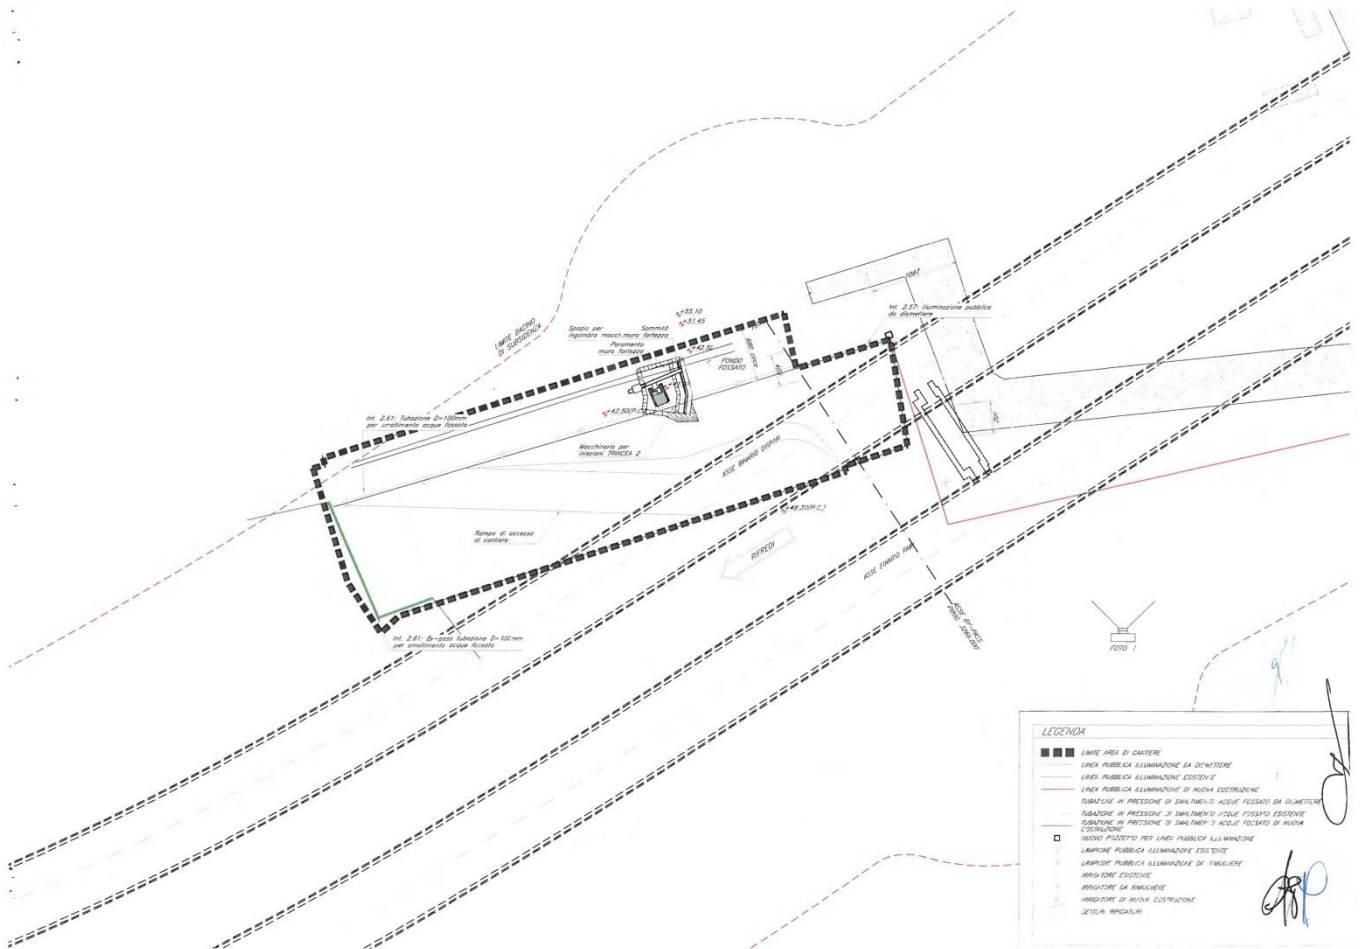 1087
Int. 2.57: Illuminazione pubblica
da dismettere
+55.10
+51.45
LIMITE BACINO
DI SUBSIDENZA
Spazio per
ingombro macch.
Sommità
muro fortezza
Paramento
muro fortezza
680 circa
FONDO
FOSSATO
+42.50(P.C.)
Int. 2.61: Tubazione D=100mm
per smaltimento acque fossato
Macchinario per
iniezioni TRINCEA 2
ASSE BINARIO DISPARI
+48.30(P.C.)
Rampa di accesso
al cantiere
RIFREDI
ASSE BINARIO PARI
ASSE BY-PASS
Int. 2.61: By-pass tubazione D=100mm
per smaltimento acque fossato
FOTO 1
LEGENDA
LIMITE AREA DI CANTIERE
LINEA PUBBLICA ILLUMINAZIONE DA DISMETTERE
LINEA PUBBLICA ILLUMINAZIONE ESISTENTE
LINEA PUBBLICA ILLUMINAZIONE DI NUOVA COSTRUZIONE
TUBAZIONE IN PRESSIONE DI SMALTIMENTO ACQUE FOSSATO DA DISMETTERE
TUBAZIONE IN PRESSIONE DI SMALTIMENTO ACQUE FOSSATO ESISTENTE
TUBAZIONE IN PRESSIONE DI SMALTIMENTO ACQUE FOSSATO DI NUOVA
COSTRUZIONE
NUOVO POZZETTO PER LINEA PUBBLICA ILLUMINAZIONE
LAMPIONE PUBBLICA ILLUMINAZIONE ESISTENTE
LAMPIONE PUBBLICA ILLUMINAZIONE DA RIMUOVERE
IRRIGATORE ESISTENTE
IRRIGATORE DA RIMUOVERE
IRRIGATORE DI NUOVA COSTRUZIONE
SETTORI IRRIGATORI